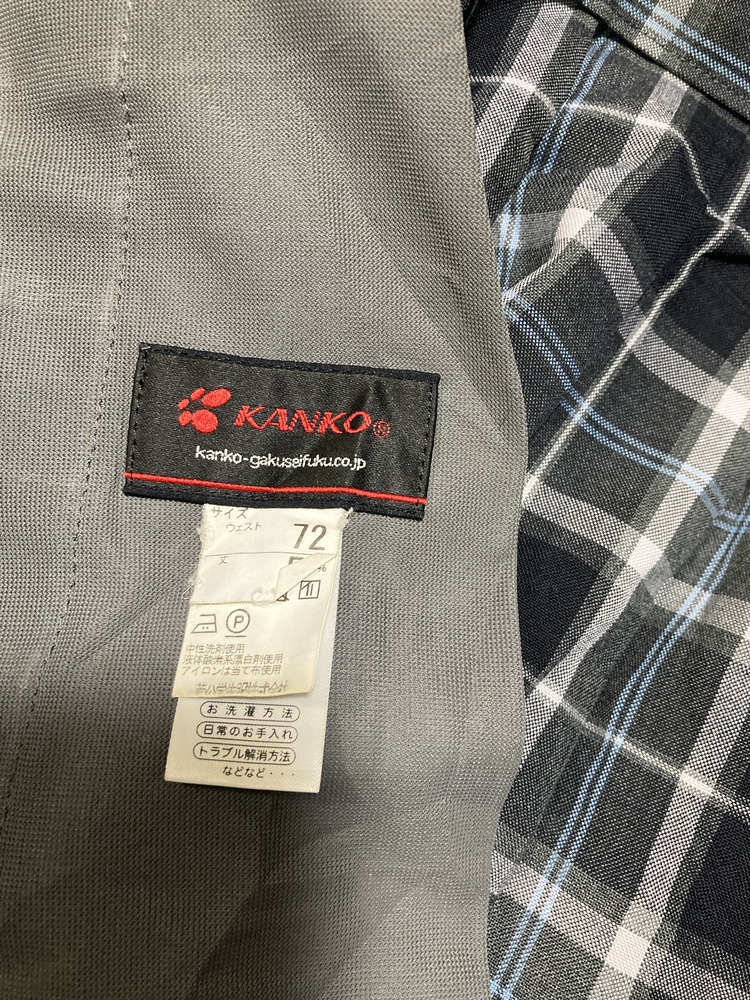 KANKO
kanko-gakuseifuku.co.jp
サイズ
ウェスト 72
丈
%
P
中性洗剤使用
液体酸素系漂白剤使用
アイロンは当て布使用
お洗濯方法
日常のお手入れ
トラブル解消方法
などなど・・・